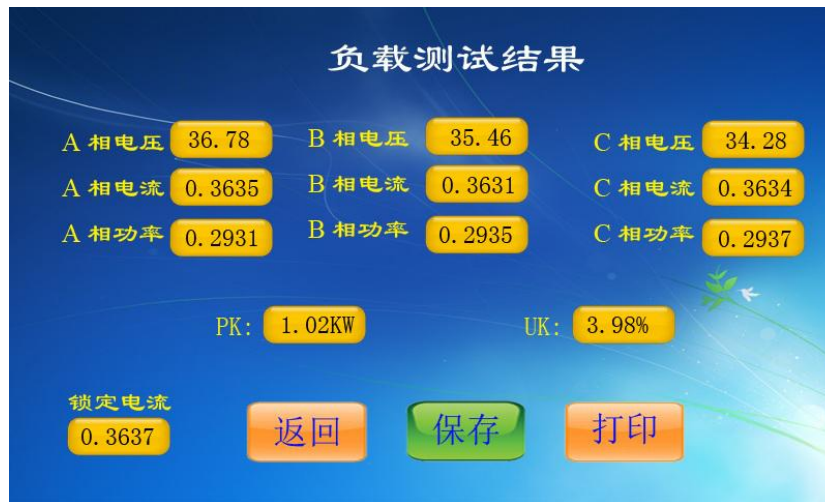 负载测试结果
A 相电压 36.78 B 相电压 35.46 C 相电压 34.28
A 相电流 0.3635 B 相电流 0.3631 C 相电流 0.3634
A 相功率 0.2931 B 相功率 0.2935 C 相功率 0.2937
PK: 1.02KW UK: 3.98%
锁定电流
0.3637 返回 保存 打印